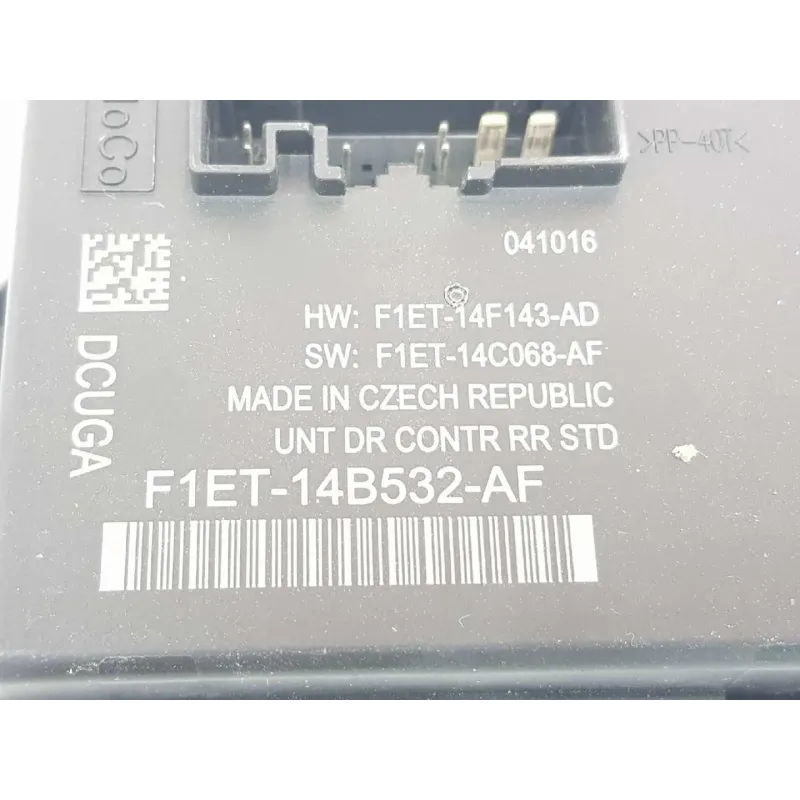 oCo
>PP-40T<
041016
HW: F1ET-14F143-AD
SW: F1ET-14C068-AF
MADE IN CZECH REPUBLIC
UNT DR CONTR RR STD
DCUGA
F1ET-14B532-AF